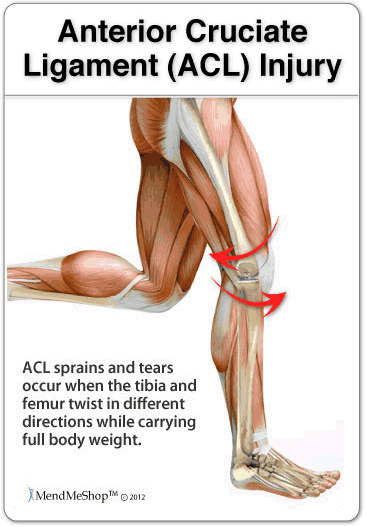 Anterior Cruciate
Ligament (ACL) Injury
ACL sprains and tears
occur when the tibia and
femur twist in different
directions while carrying
full body weight.
MendMeShop™ © 2012